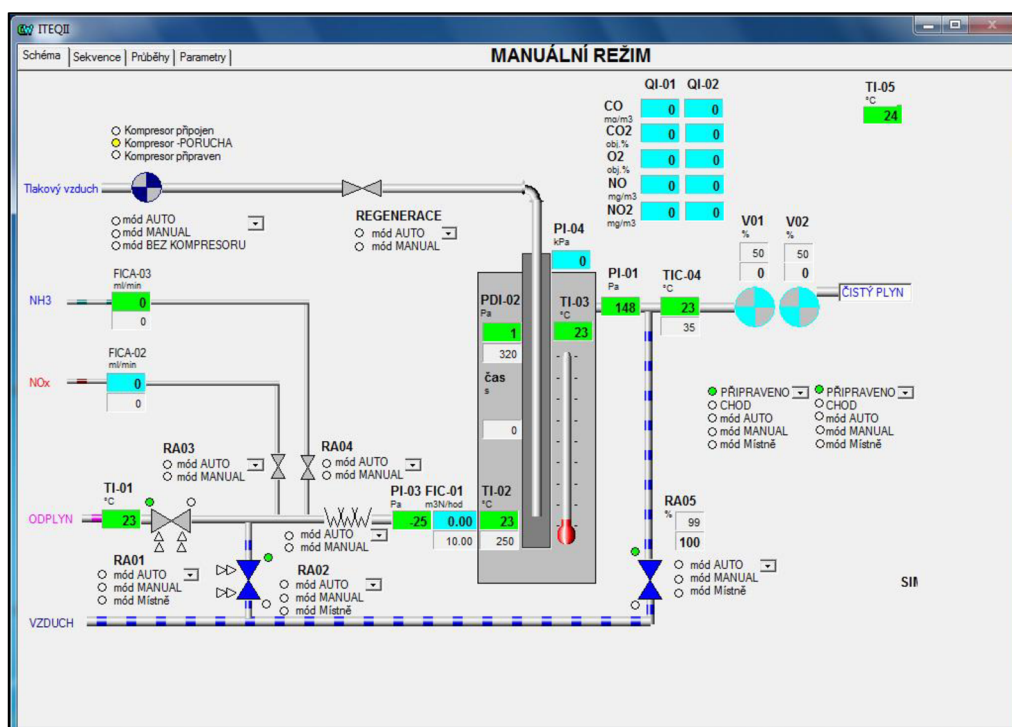 ITEQII
Schéma Sekvence Průběhy Parametry
MANUÁLNÍ REŽIM
QI-01 QI-02
CO
mg/m3
0 0
CO2
obj.%
0 0
O2
obj.%
0 0
NO
mg/m3
0 0
NO2
mg/m3
0 0
TI-05
°C
24
Kompresor připojen
Kompresor -PORUCHA
Kompresor připraven
Tlakový vzduch
mód AUTO
mód MANUAL
mód BEZ KOMPRESORU
REGENERACE
mód AUTO
mód MANUAL
PI-04
kPa
0
V01
%
50
0
V02
%
50
0
FICA-03
ml/min
NH3
0
0
PDI-02
Pa
1
320
čas
s
0
TI-03
°C
23
PI-01
Pa
148
TIC-04
°C
23
35
ČISTÝ PLYN
FICA-02
ml/min
NOx
0
0
PŘIPRAVENO
CHOD
mód AUTO
mód MANUAL
mód Místně
PŘIPRAVENO
CHOD
mód AUTO
mód MANUAL
mód Místně
RA03
mód AUTO
mód MANUAL
RA04
mód AUTO
mód MANUAL
TI-01
°C
ODPLYN
23
PI-03
Pa
-25
FIC-01
m3N/hod
0.00
10.00
TI-02
°C
23
250
mód AUTO
mód MANUAL
RA05
%
99
100
RA01
mód AUTO
mód MANUAL
mód Místně
RA02
mód AUTO
mód MANUAL
mód Místně
mód AUTO
mód MANUAL
mód Místně
VZDUCH